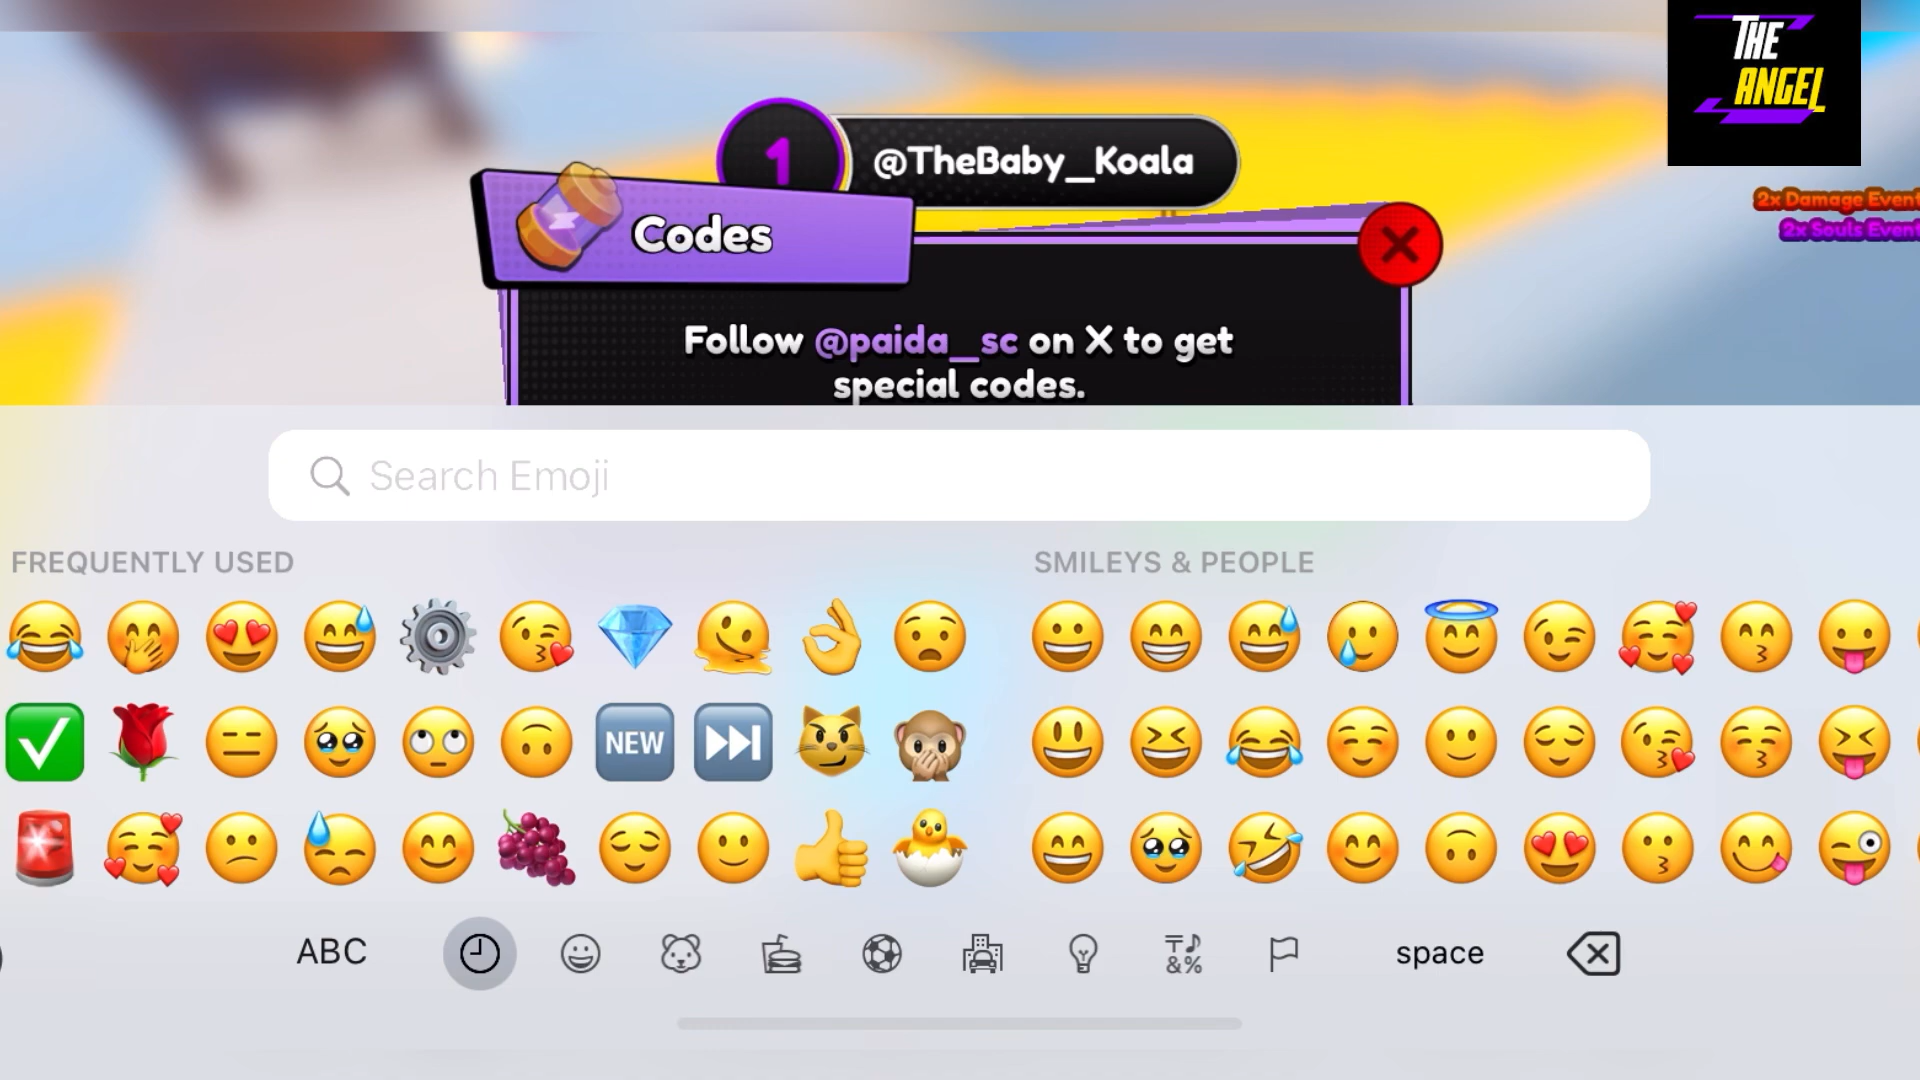 THE
ANGEL
1
@TheBaby_Koala
2x Damage Event
2x Souls Event
Codes
Follow @paida_sc on X to get
special codes.
Search Emoji
FREQUENTLY USED
SMILEYS & PEOPLE
NEW
ABC
&%
space